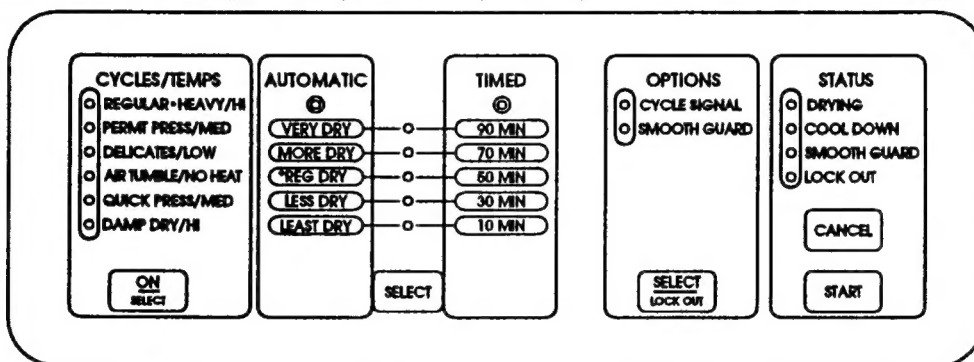 CYCLES/TEMPS
REGULAR•HEAVY/HI
PERMT PRESS/MED
DELICATES/LOW
AIR TUMBLE/NO HEAT
QUICK PRESS/MED
DAMP DRY/HI
ON
SELECT
AUTOMATIC
VERY DRY
MORE DRY
*REG DRY
LESS DRY
LEAST DRY
SELECT
TIMED
90 MIN
70 MIN
50 MIN
30 MIN
10 MIN
OPTIONS
CYCLE SIGNAL
SMOOTH GUARD
SELECT
LOCK OUT
STATUS
DRYING
COOL DOWN
SMOOTH GUARD
LOCK OUT
CANCEL
START